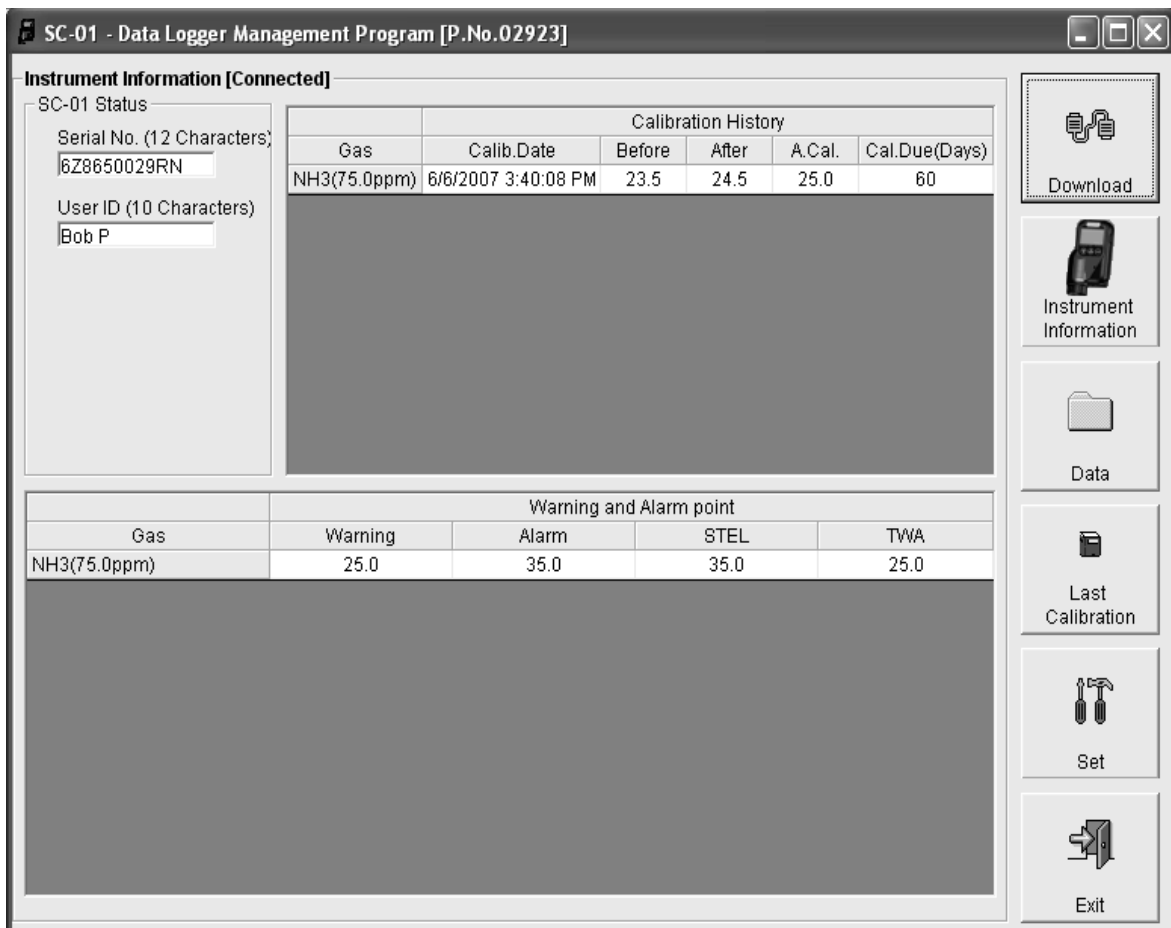 SC-01 - Data Logger Management Program [P.No.02923]
Instrument Information [Connected]
SC-01 Status
Serial No. (12 Characters)
6Z8650029RN
User ID (10 Characters)
Bob P
Calibration History
Gas Calib.Date Before After A.Cal. Cal.Due(Days)
NH3(75.0ppm) 6/6/2007 3:40:08 PM 23.5 24.5 25.0 60
Warning and Alarm point
Gas Warning Alarm STEL TWA
NH3(75.0ppm) 25.0 35.0 35.0 25.0
Download
Instrument
Information
Data
Last
Calibration
Set
Exit